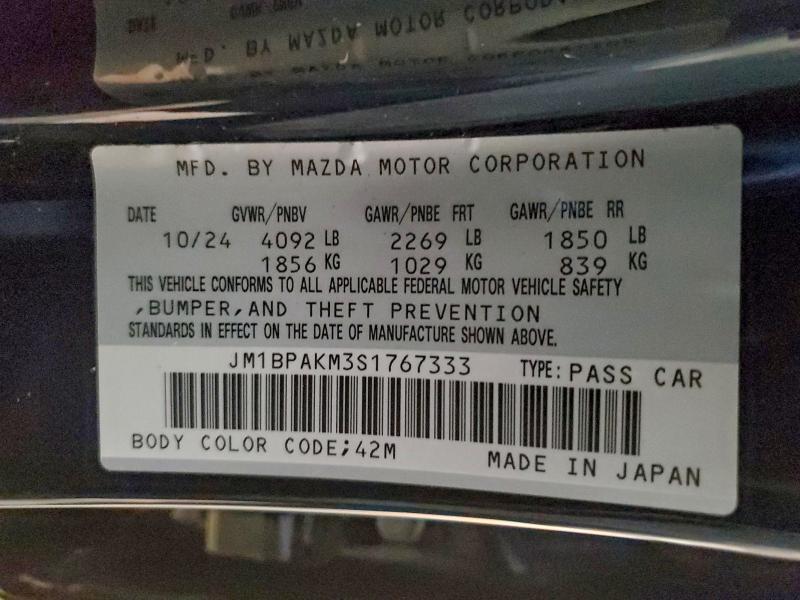 MFD. BY MAZDA MOTOR CORPORATION
DATE GVWR/PNBV GAWR/PNBE FRT GAWR/PNBE RR
10/24 4092 LB 2269 LB 1850 LB
1856 KG 1029 KG 839 KG
THIS VEHICLE CONFORMS TO ALL APPLICABLE FEDERAL MOTOR VEHICLE SAFETY
,BUMPER,AND THEFT PREVENTION
STANDARDS IN EFFECT ON THE DATE OF MANUFACTURE SHOWN ABOVE.
JM1BPAKM3S1767333 TYPE: PASS CAR
BODY COLOR CODE;42M MADE IN JAPAN